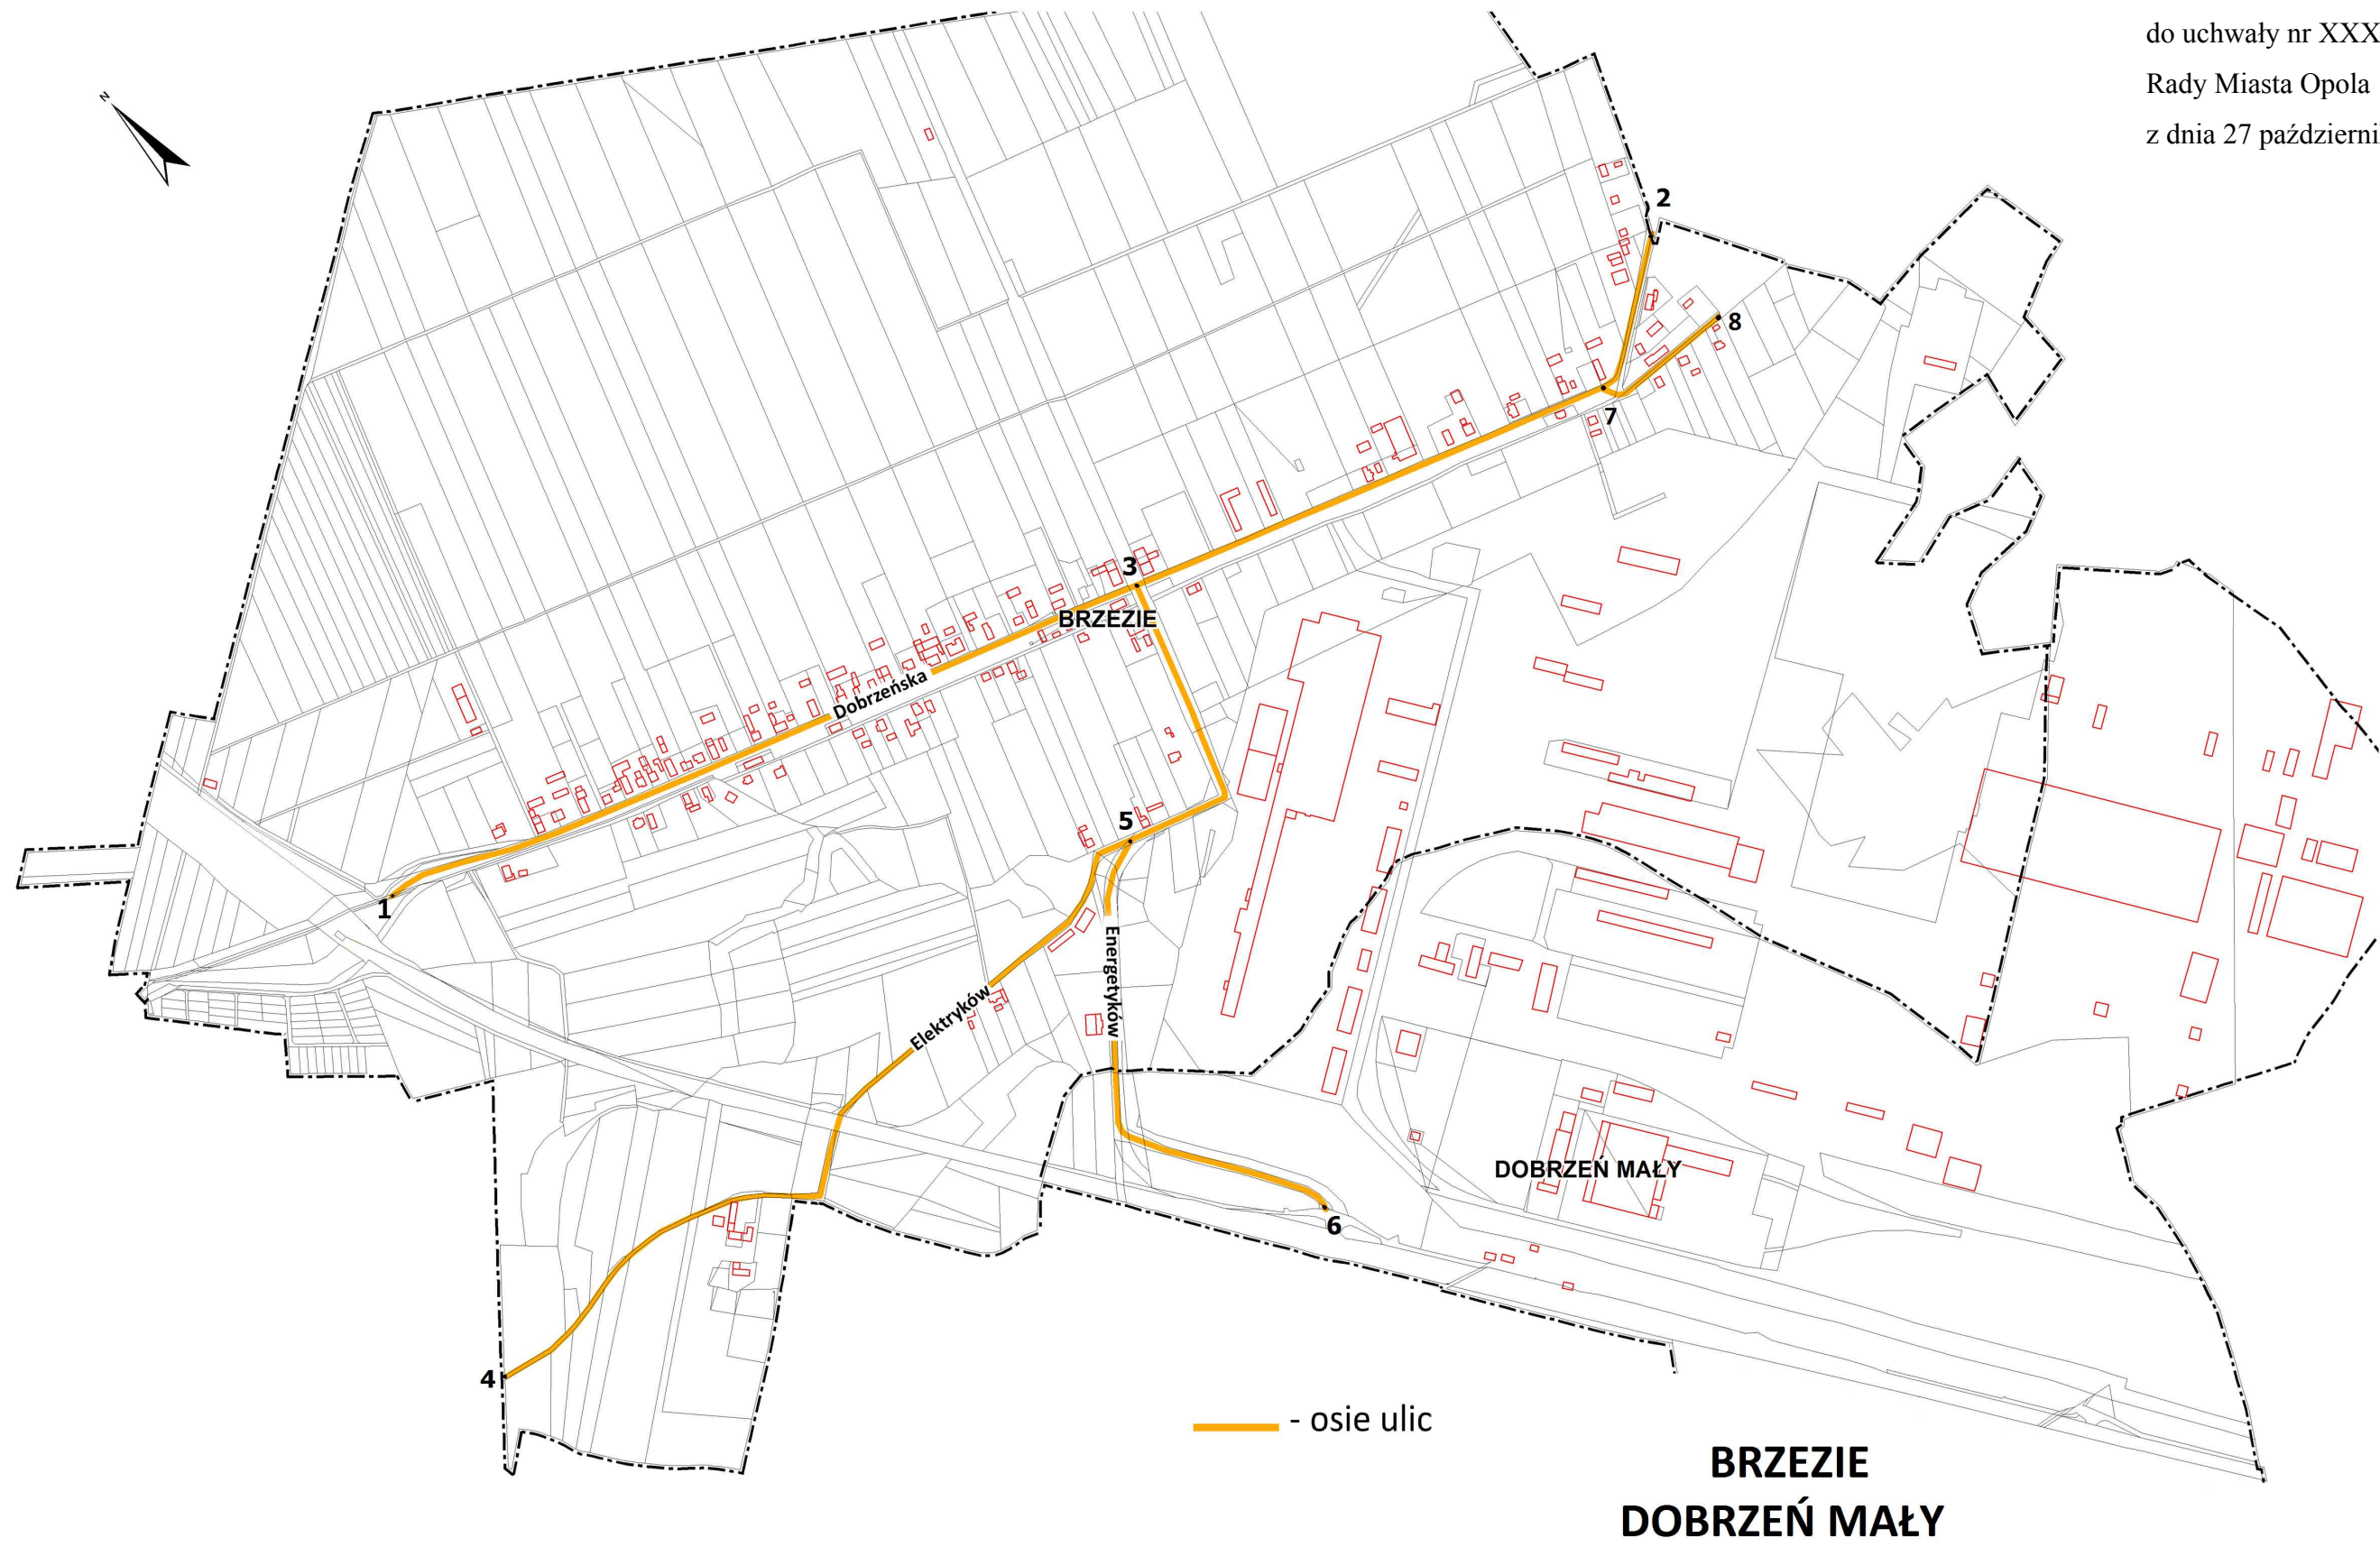 do uchwały nr XXX
Rady Miasta Opola
z dnia 27 październi
N
2
8
7
3
BRZEZIE
Dobrzeńska
5
1
Energetyków
Elektryków
DOBRZEŃ MAŁY
6
4
- osie ulic
BRZEZIE
DOBRZEŃ MAŁY